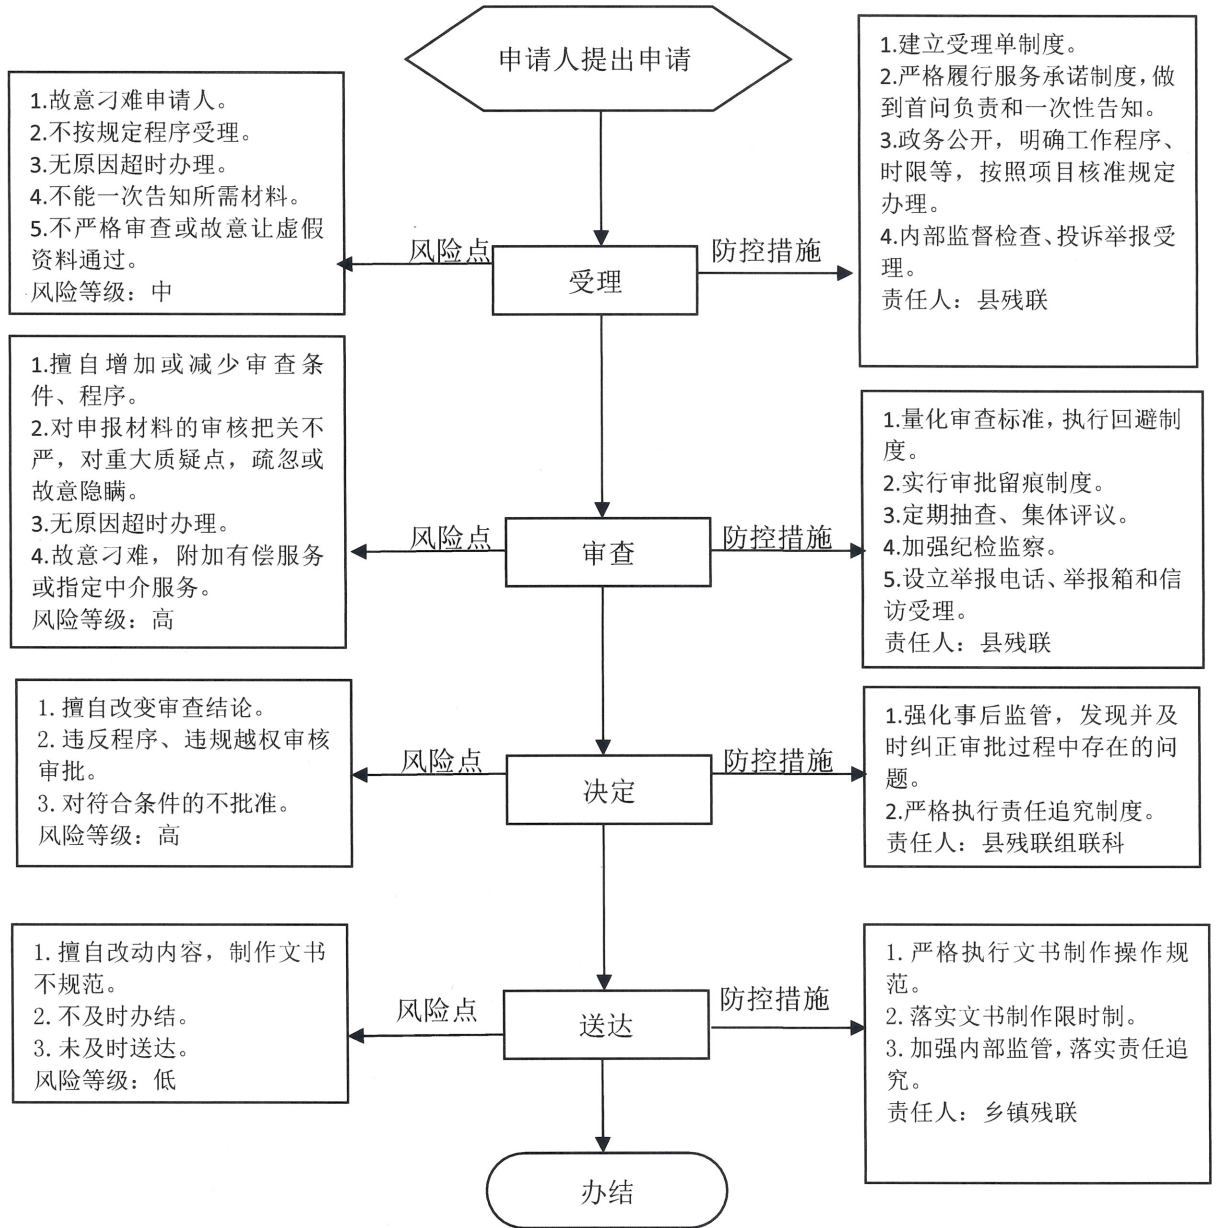 申请人提出申请
1.故意刁难申请人。
2.不按规定程序受理。
3.无原因超时办理。
4.不能一次告知所需材料。
5.不严格审查或故意让虚假
资料通过。
风险等级：中
风险点
受理
防控措施
1.建立受理单制度。
2.严格履行服务承诺制度，做
到首问负责和一次性告知。
3.政务公开，明确工作程序、
时限等，按照项目核准规定
办理。
4.内部监督检查、投诉举报受
理。
责任人：县残联
1.擅自增加或减少审查条
件、程序。
2.对申报材料的审核把关不
严，对重大质疑点，疏忽或
故意隐瞒。
3.无原因超时办理。
4.故意刁难，附加有偿服务
或指定中介服务。
风险等级：高
风险点
审查
防控措施
1.量化审查标准，执行回避制
度。
2.实行审批留痕制度。
3.定期抽查、集体评议。
4.加强纪检监察。
5.设立举报电话、举报箱和信
访受理。
责任人：县残联
1. 擅自改变审查结论。
2. 违反程序、违规越权审核
审批。
3. 对符合条件的不批准。
风险等级：高
风险点
决定
防控措施
1.强化事后监管，发现并及
时纠正审批过程中存在的问
题。
2.严格执行责任追究制度。
责任人：县残联组联科
1. 擅自改动内容，制作文书
不规范。
2. 不及时办结。
3. 未及时送达。
风险等级：低
风险点
送达
防控措施
1. 严格执行文书制作操作规
范。
2. 落实文书制作限时制。
3. 加强内部监管，落实责任追
究。
责任人：乡镇残联
办结